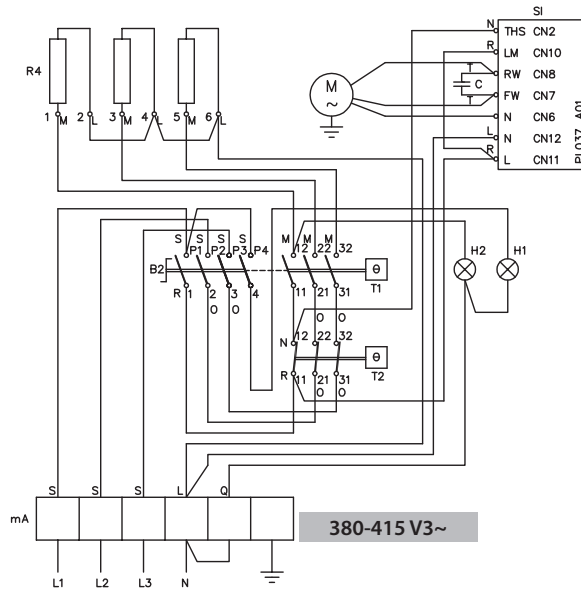 SI
N THS CN2
R LM CN10
RW CN8
FW CN7
N CN6
L N CN12
R L CN11
M
~
C
R4
1 M 2 L 3 M 4 L 5 M 6 L
S S S S M M M
P1 P2 P3 P4 12 22 32
B2
θ
T1
H2 H1
R 1 2 3 4 11 21 31
O O O O
N 12 22 32
θ
T2
R 11 21 31
O O
S S S L Q
mA
380-415 V3~
L1 L2 L3 N